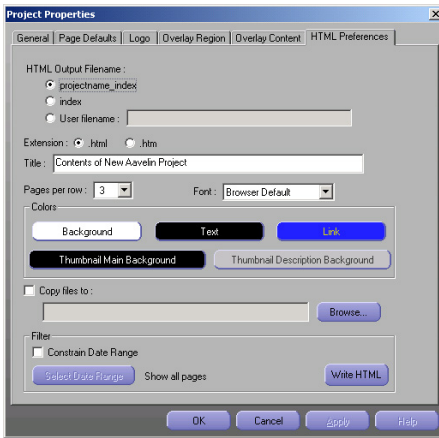 Project Properties
General Page Defaults Logo Overlay Region Overlay Content HTML Preferences
HTML Output Filename :
projectname_index
index
User filename :
Extension : .html .htm
Title : Contents of New Aavelin Project
Pages per row : 3 Font : Browser Default
Colors
Background Text Link
Thumbnail Main Background Thumbnail Description Background
Copy files to :
Browse...
Filter
Constrain Date Range
Select Date Range Show all pages Write HTML
OK Cancel Apply Help